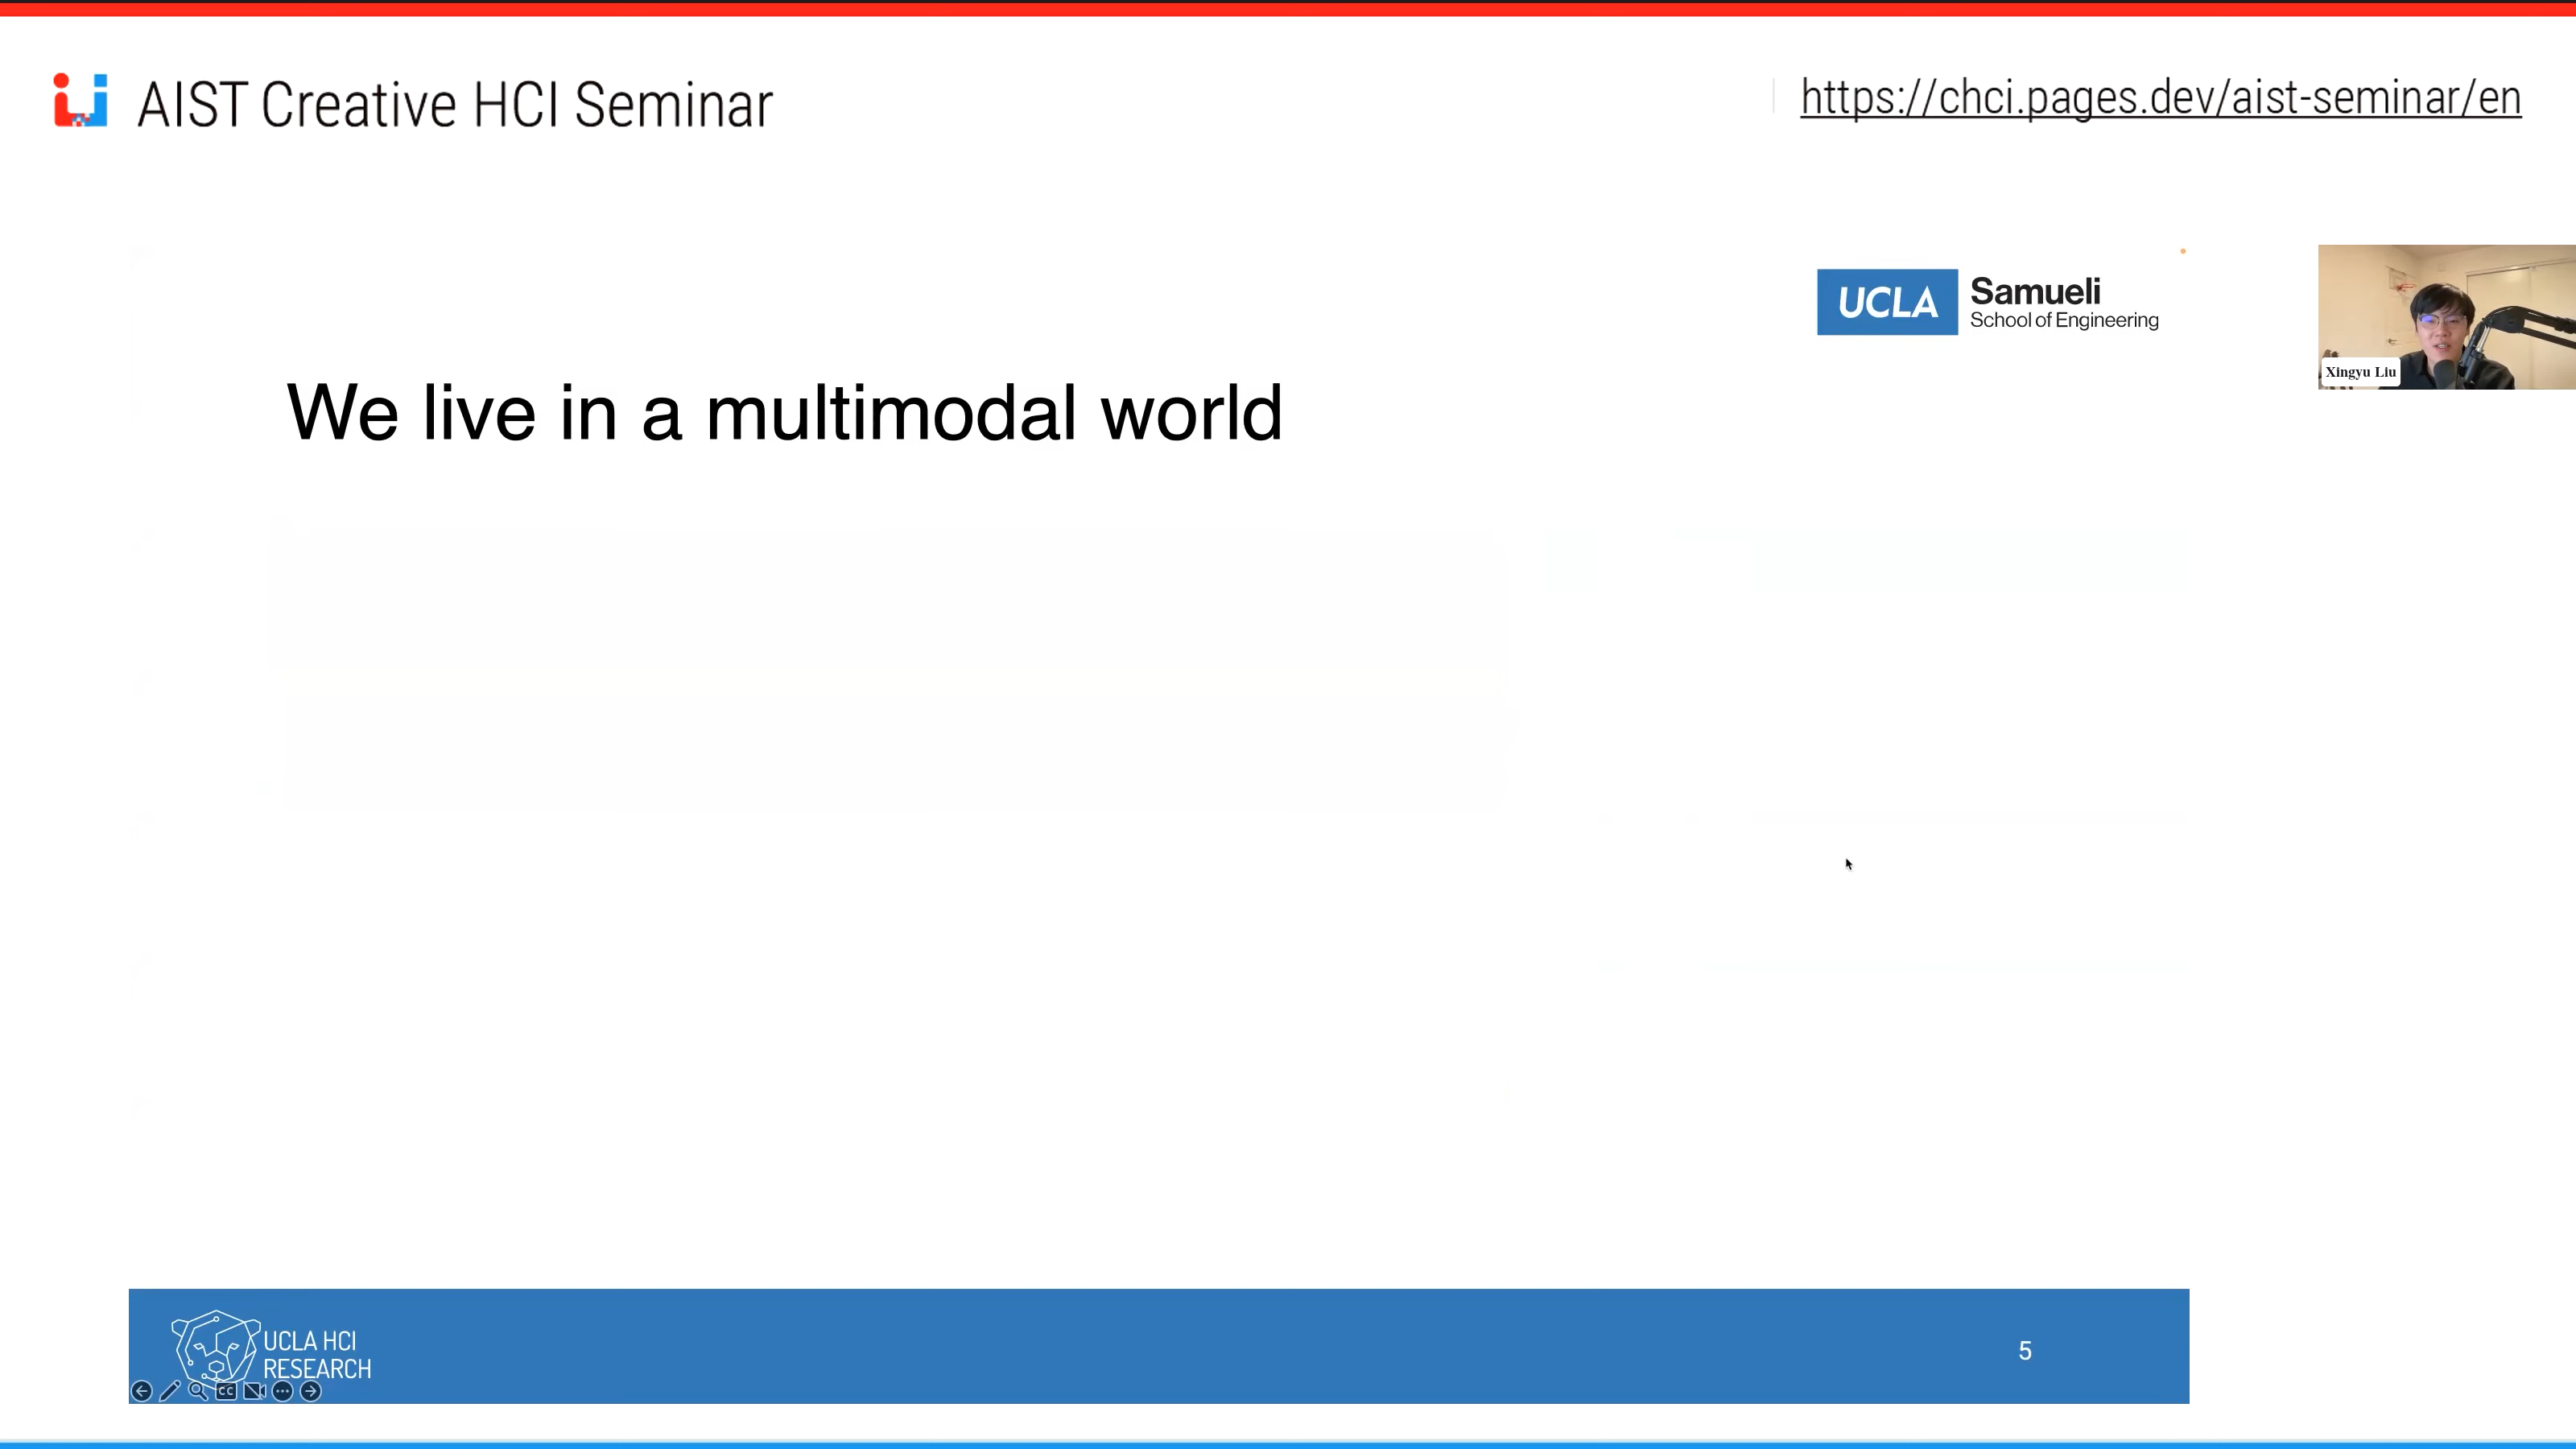 AIST Creative HCI Seminar
https://chci.pages.dev/aist-seminar/en
UCLA
Samueli
School of Engineering
Xingyu Liu
We live in a multimodal world
UCLA HCI
RESEARCH
CC
5